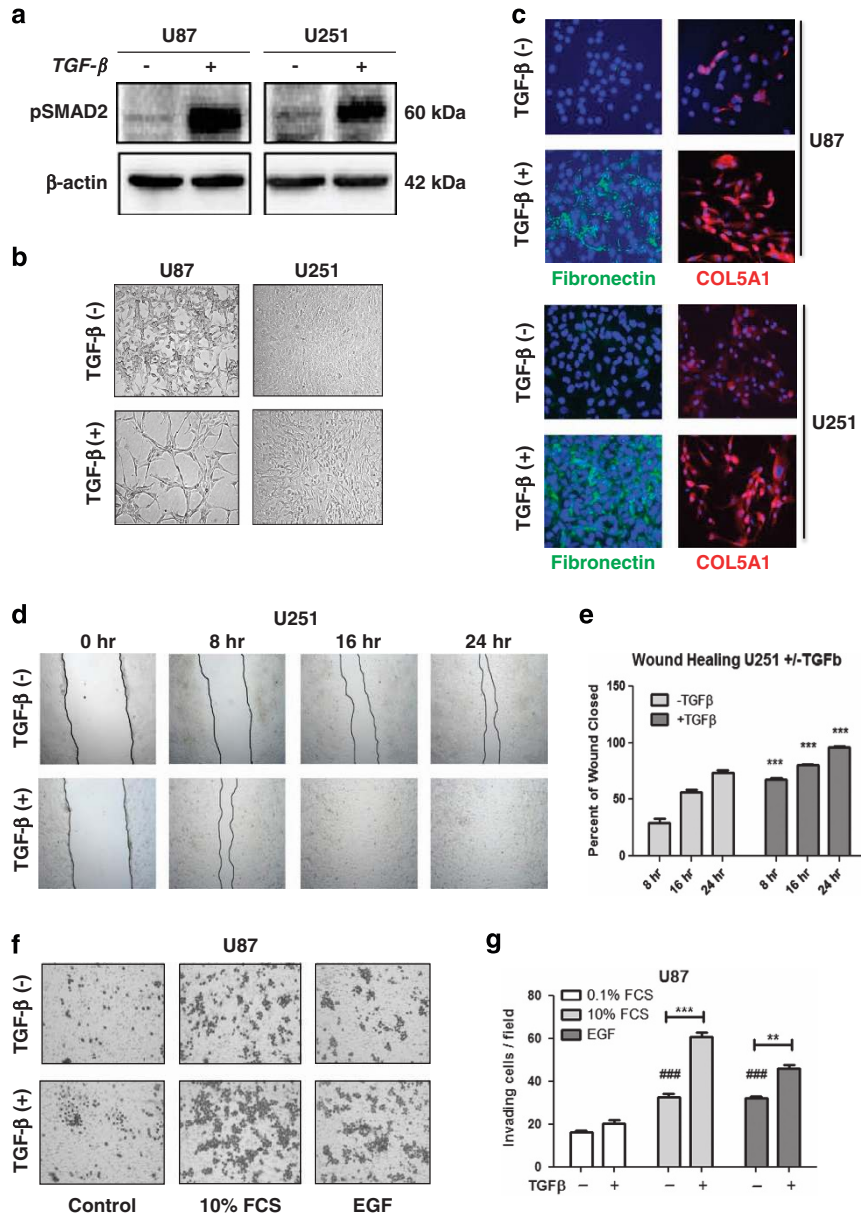 a
U87 U251
TGF-β - + - +
pSMAD2 60 kDa
β-actin 42 kDa
b
U87 U251
TGF-β (-)
TGF-β (+)
c
TGF-β (-)
TGF-β (+)
U87
Fibronectin COL5A1
TGF-β (-)
TGF-β (+)
U251
Fibronectin COL5A1
d
U251
0 hr 8 hr 16 hr 24 hr
TGF-β (-)
TGF-β (+)
e
Wound Healing U251 +/-TGFb
Percent of Wound Closed
150
100
50
0
-TGFβ
+TGFβ
*** *** ***
8 hr 16 hr 24 hr 8 hr 16 hr 24 hr
f
U87
TGF-β (-)
TGF-β (+)
Control 10% FCS EGF
g
U87
Invading cells / field
80
60
40
20
0
0.1% FCS
10% FCS
EGF
*** **
### ###
TGFβ – + – + – +